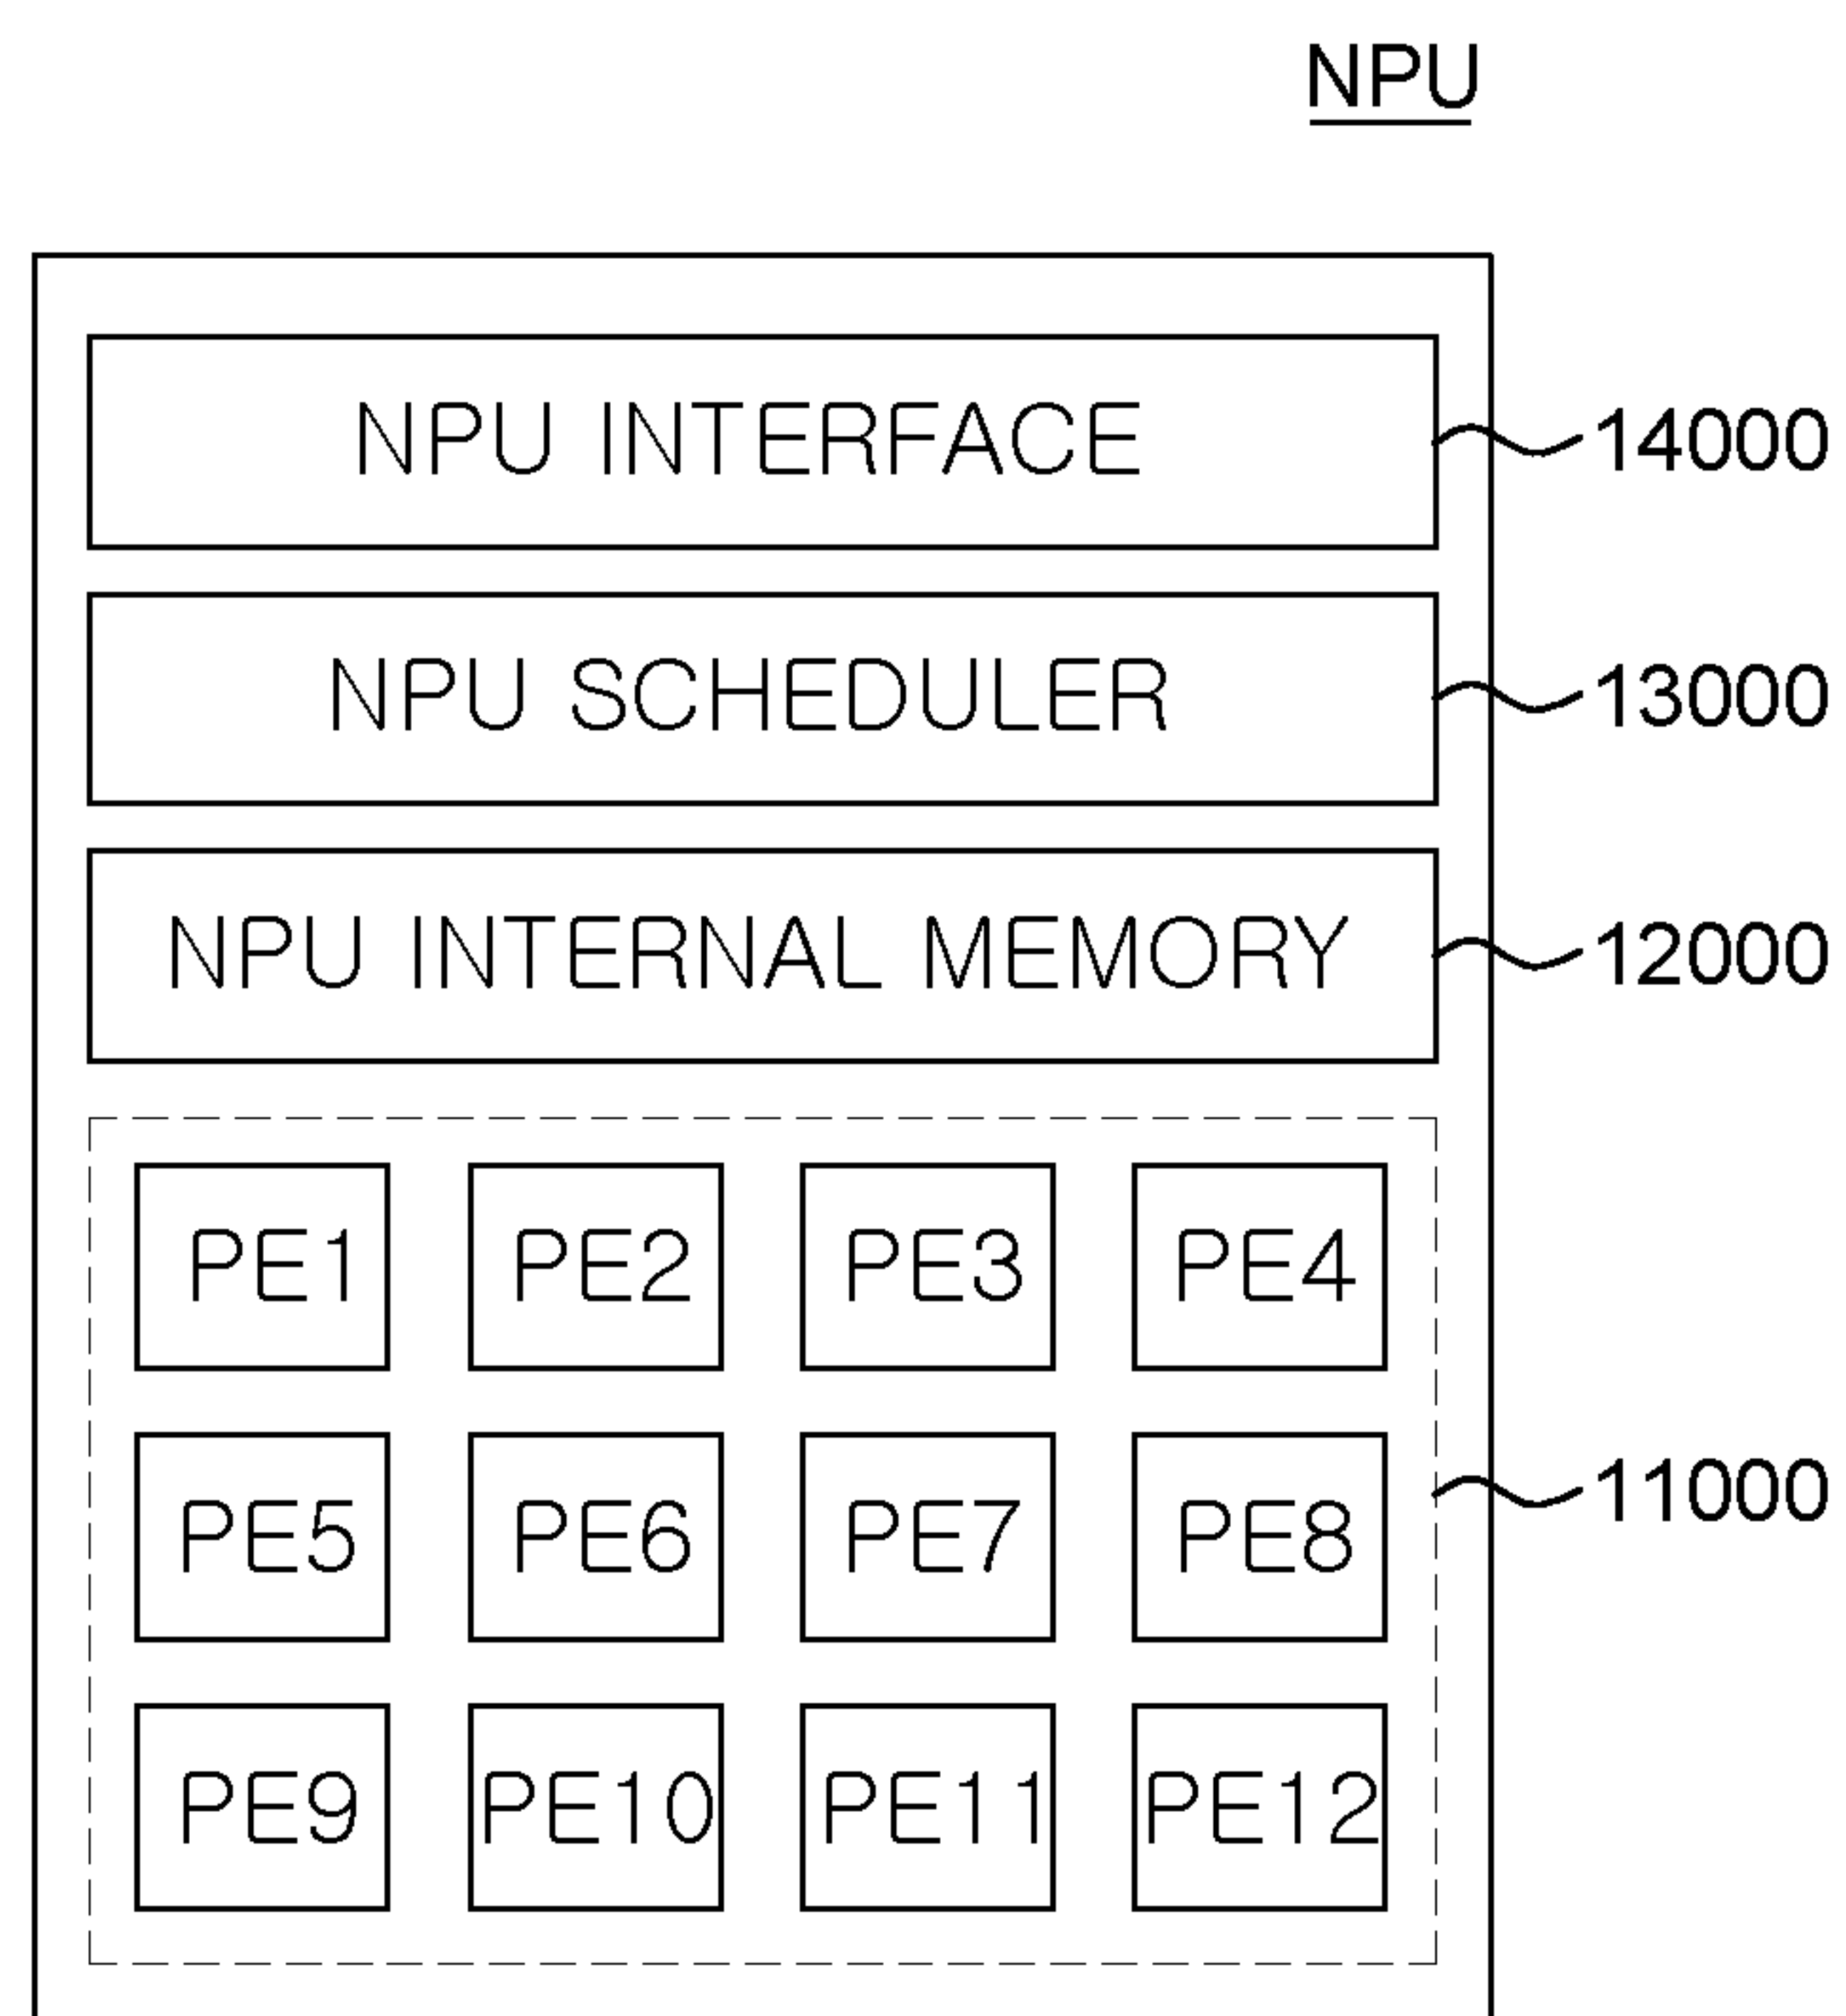 NPU
NPU INTERFACE 14000
NPU SCHEDULER 13000
NPU INTERNAL MEMORY 12000
PE1 PE2 PE3 PE4
PE5 PE6 PE7 PE8 11000
PE9 PE10 PE11 PE12